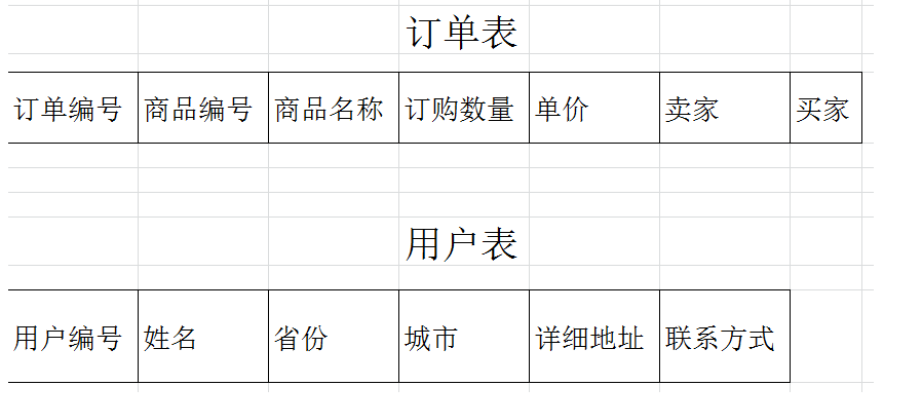 订单表
订单编号 商品编号 商品名称 订购数量 单价 卖家 买家
用户表
用户编号 姓名 省份 城市 详细地址 联系方式